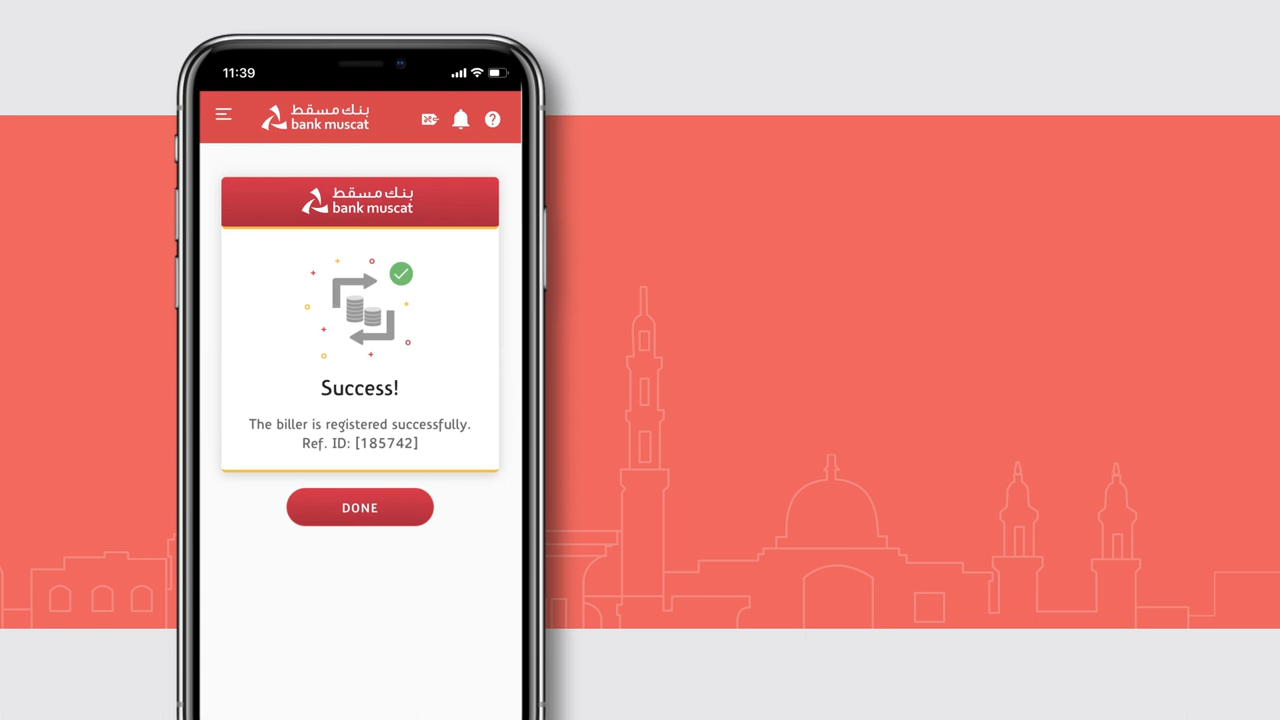 11:39
بنك مسقط
bank muscat
بنك مسقط
bank muscat
Success!
The biller is registered successfully.
Ref. ID: [185742]
DONE